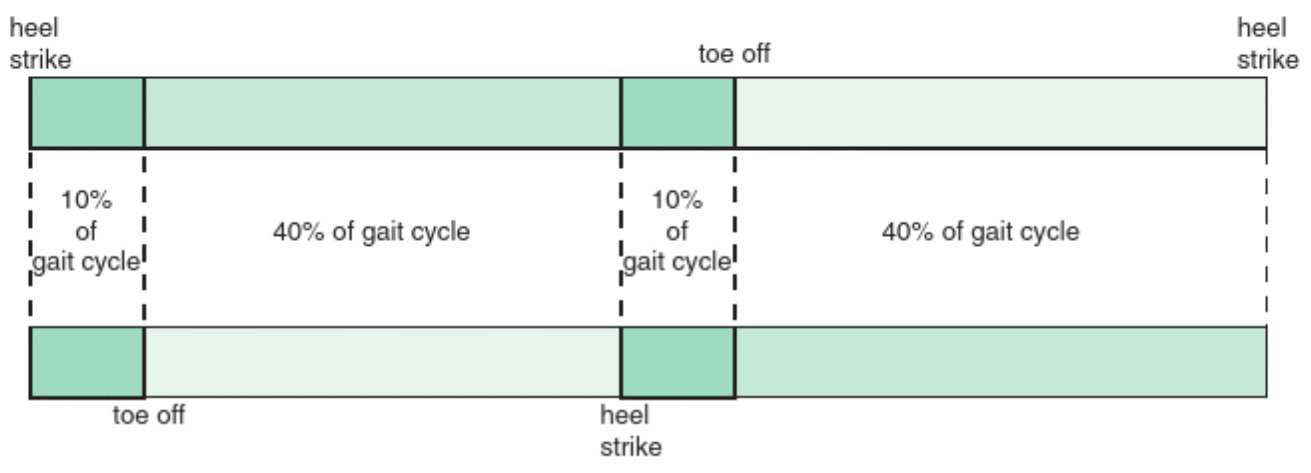 heel
strike
toe off
heel
strike
10%
of
gait cycle
40% of gait cycle
10%
of
gait cycle
40% of gait cycle
toe off
heel
strike